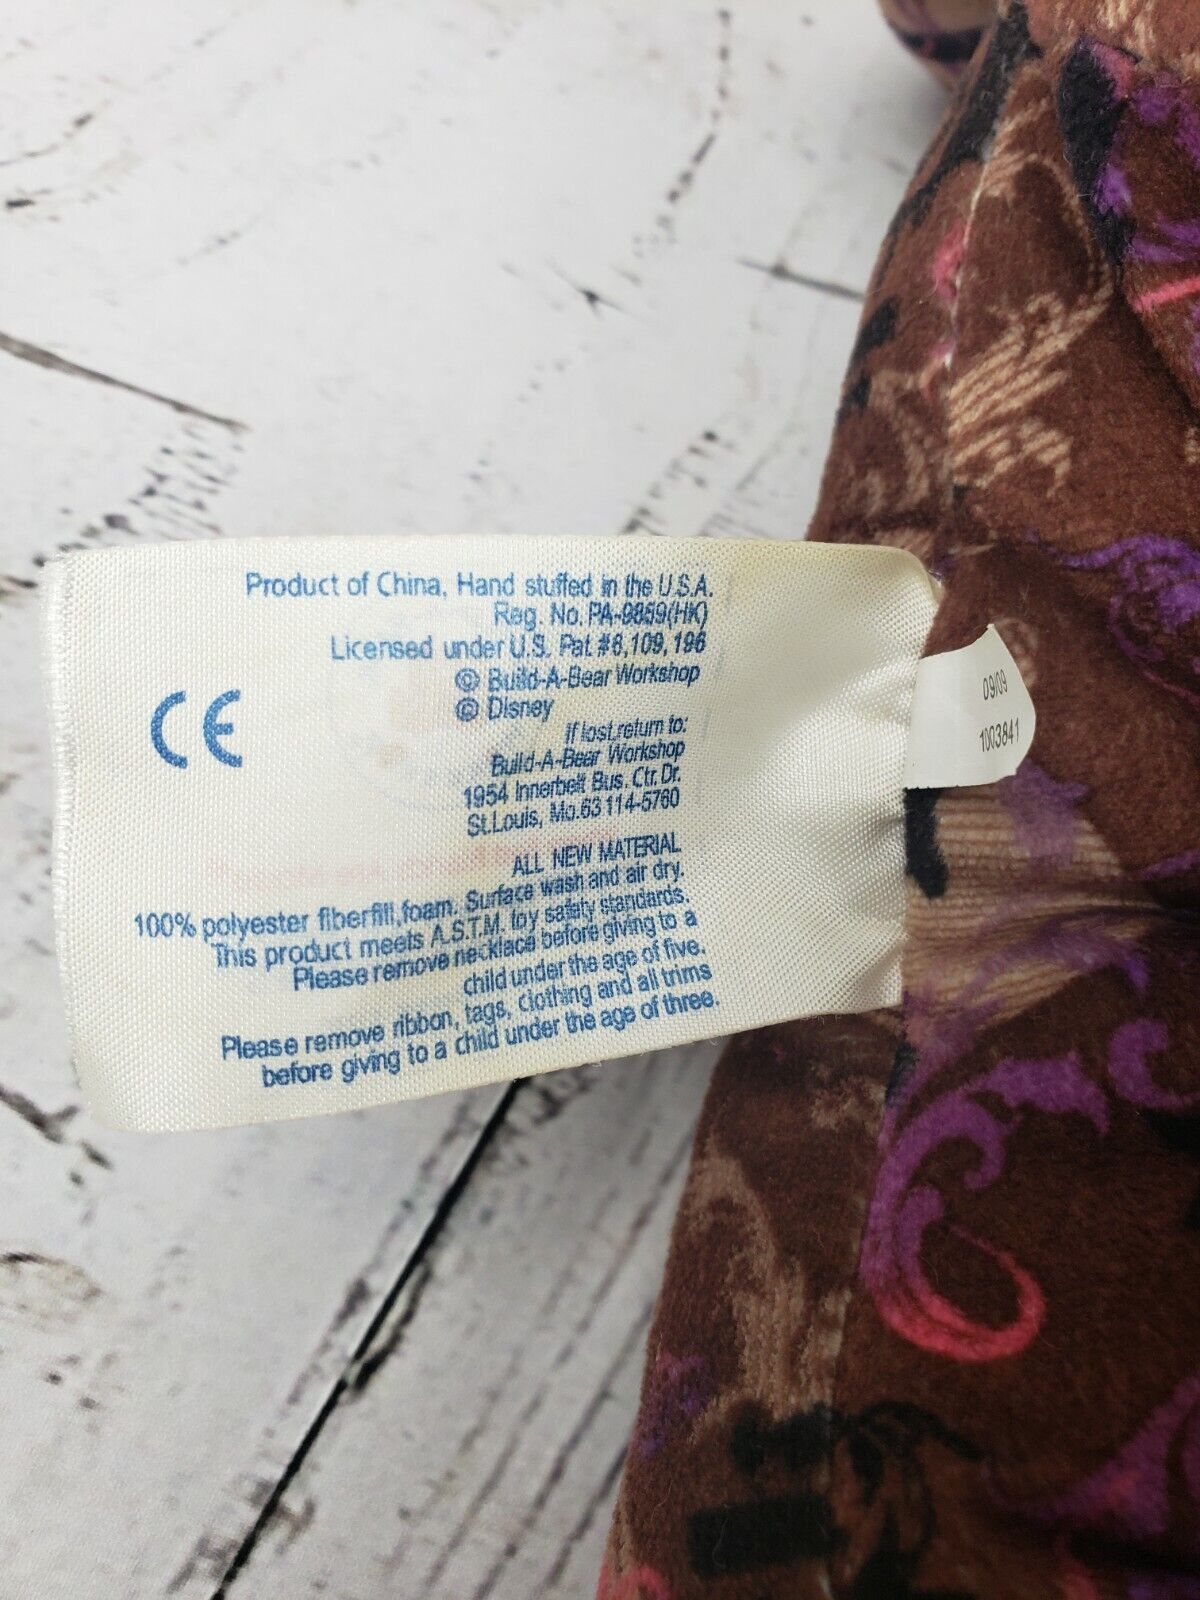 Product of China, Hand stuffed in the U.S.A.
Reg. No. PA-9859(HK)
Licensed under U.S. Pat #6,109,196
© Build-A-Bear Workshop
© Disney
If lost,return to:
Build-A-Bear Workshop
1954 Innerbelt Bus. Ctr. Dr.
St.Louis, Mo.63114-5760
ALL NEW MATERIAL
100% polyester fiberfill,foam. Surface wash and air dry.
This product meets A.S.T.M. toy safety standards.
Please remove necklace before giving to a
child under the age of five.
Please remove ribbon, tags, clothing and all trims
before giving to a child under the age of three.
CE
09/09
1003841